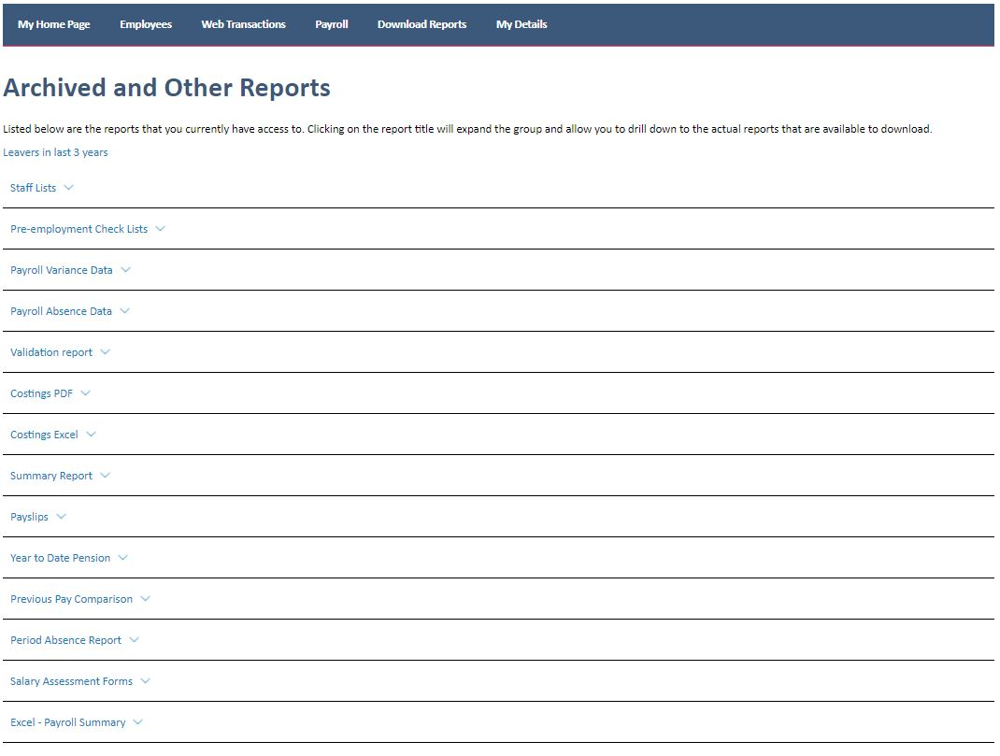 My Home Page Employees Web Transactions Payroll Download Reports My Details
Archived and Other Reports
Listed below are the reports that you currently have access to. Clicking on the report title will expand the group and allow you to drill down to the actual reports that are available to download.
Leavers in last 3 years
Staff Lists
Pre-employment Check Lists
Payroll Variance Data
Payroll Absence Data
Validation report
Costings PDF
Costings Excel
Summary Report
Payslips
Year to Date Pension
Previous Pay Comparison
Period Absence Report
Salary Assessment Forms
Excel - Payroll Summary